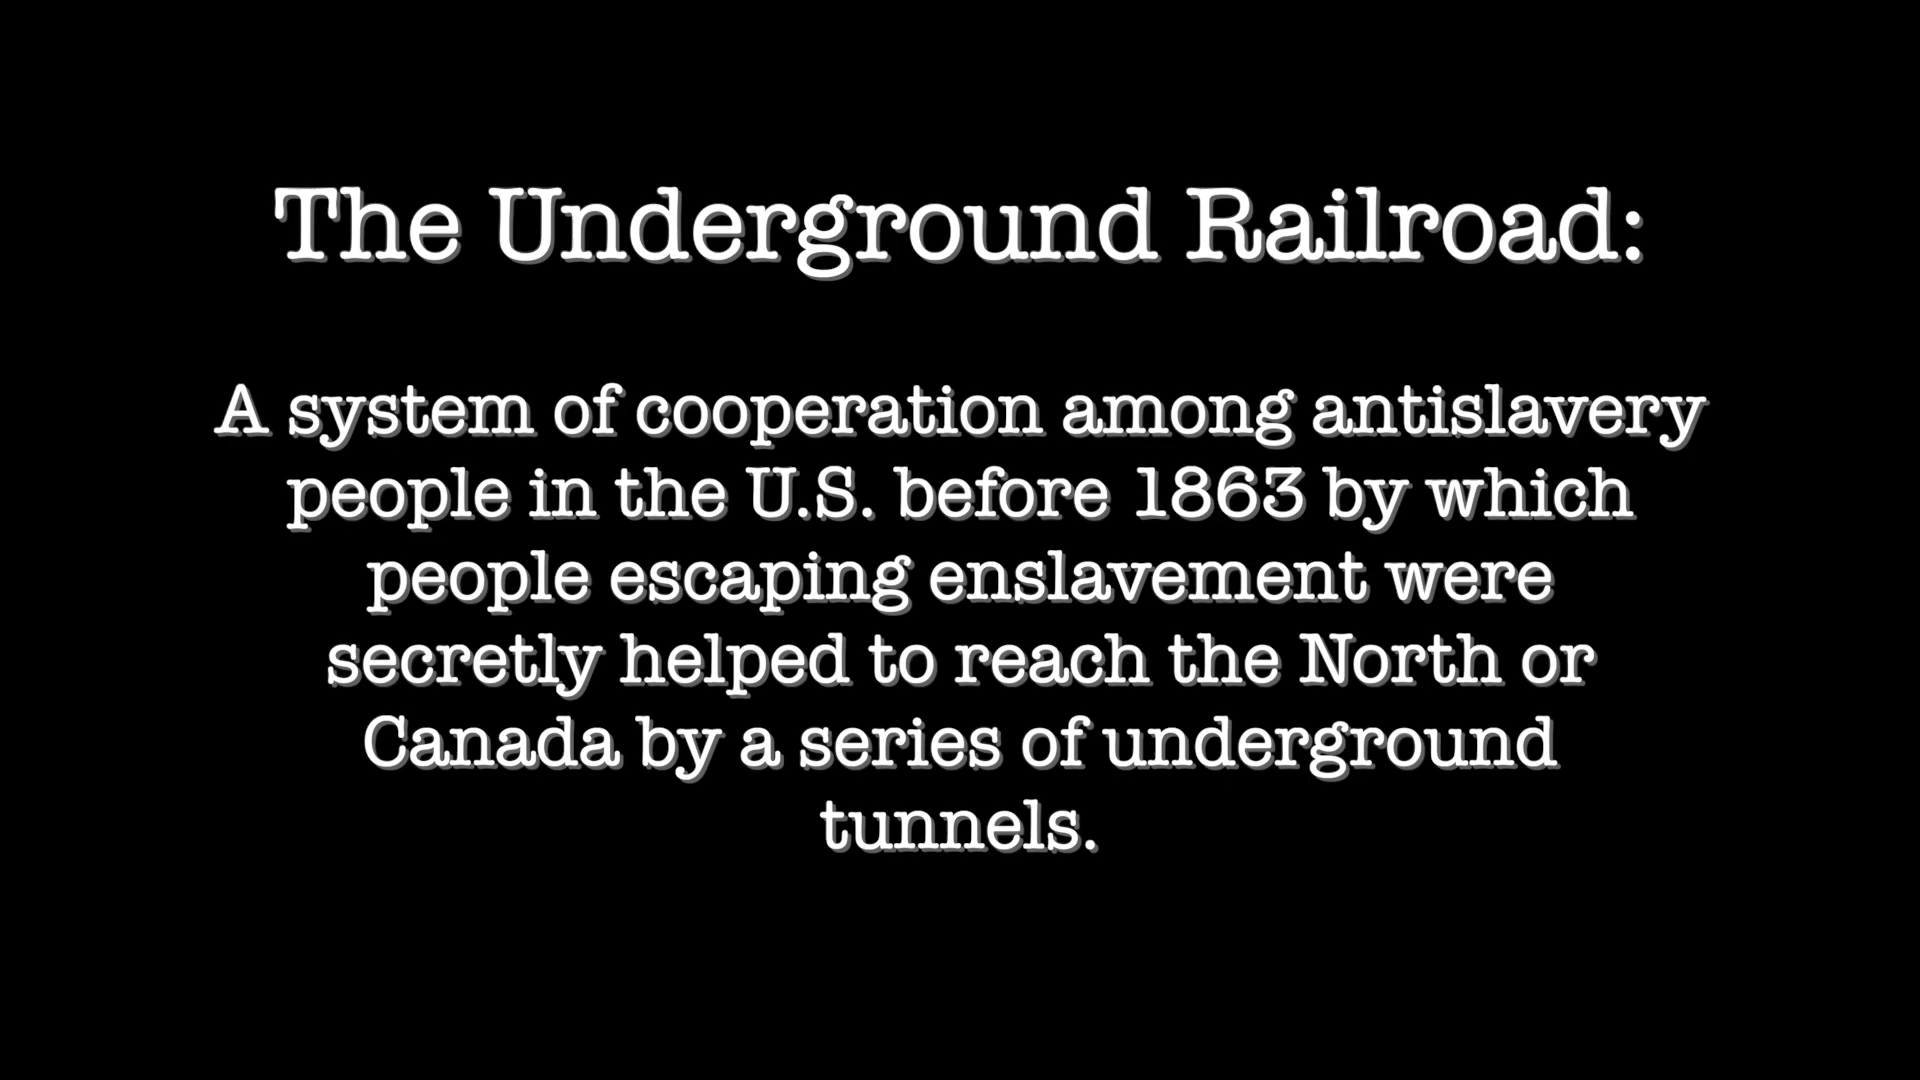 The Underground Railroad:
A system of cooperation among antislavery
people in the U.S. before 1863 by which
people escaping enslavement were
secretly helped to reach the North or
Canada by a series of underground
tunnels.